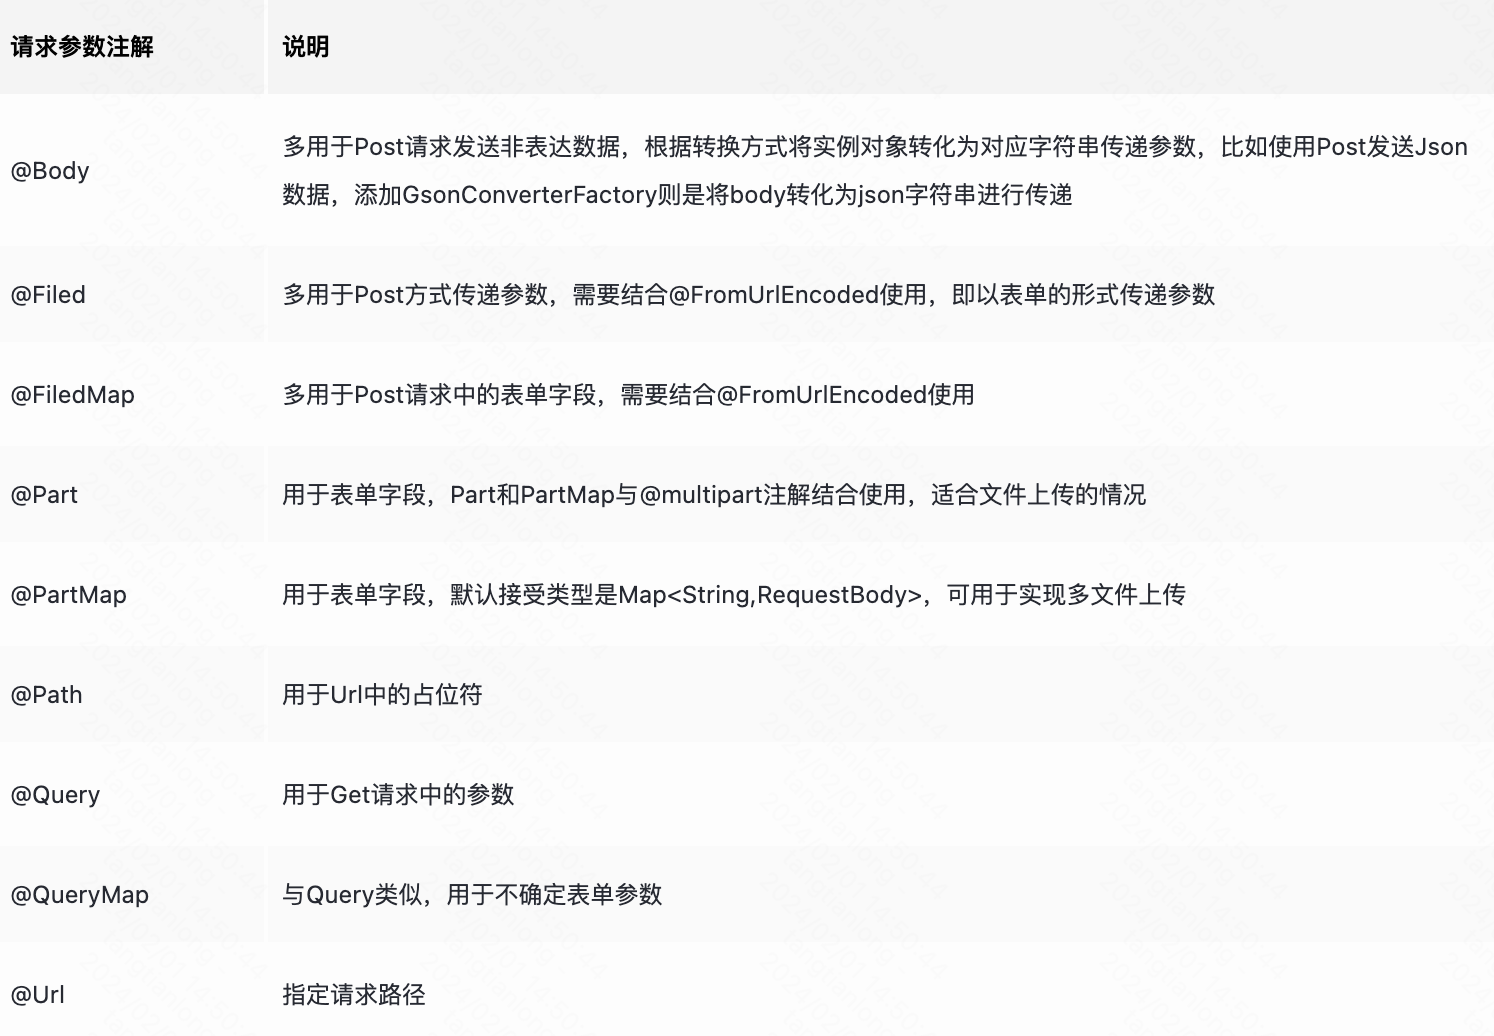 请求参数注解 说明
@Body 多用于Post请求发送非表达数据，根据转换方式将实例对象转化为对应字符串传递参数，比如使用Post发送Json
数据，添加GsonConverterFactory则是将body转化为json字符串进行传递
@Filed 多用于Post方式传递参数，需要结合@FromUrlEncoded使用，即以表单的形式传递参数
@FiledMap 多用于Post请求中的表单字段，需要结合@FromUrlEncoded使用
@Part 用于表单字段，Part和PartMap与@multipart注解结合使用，适合文件上传的情况
@PartMap 用于表单字段，默认接受类型是Map<String,RequestBody>，可用于实现多文件上传
@Path 用于Url中的占位符
@Query 用于Get请求中的参数
@QueryMap 与Query类似，用于不确定表单参数
@Url 指定请求路径